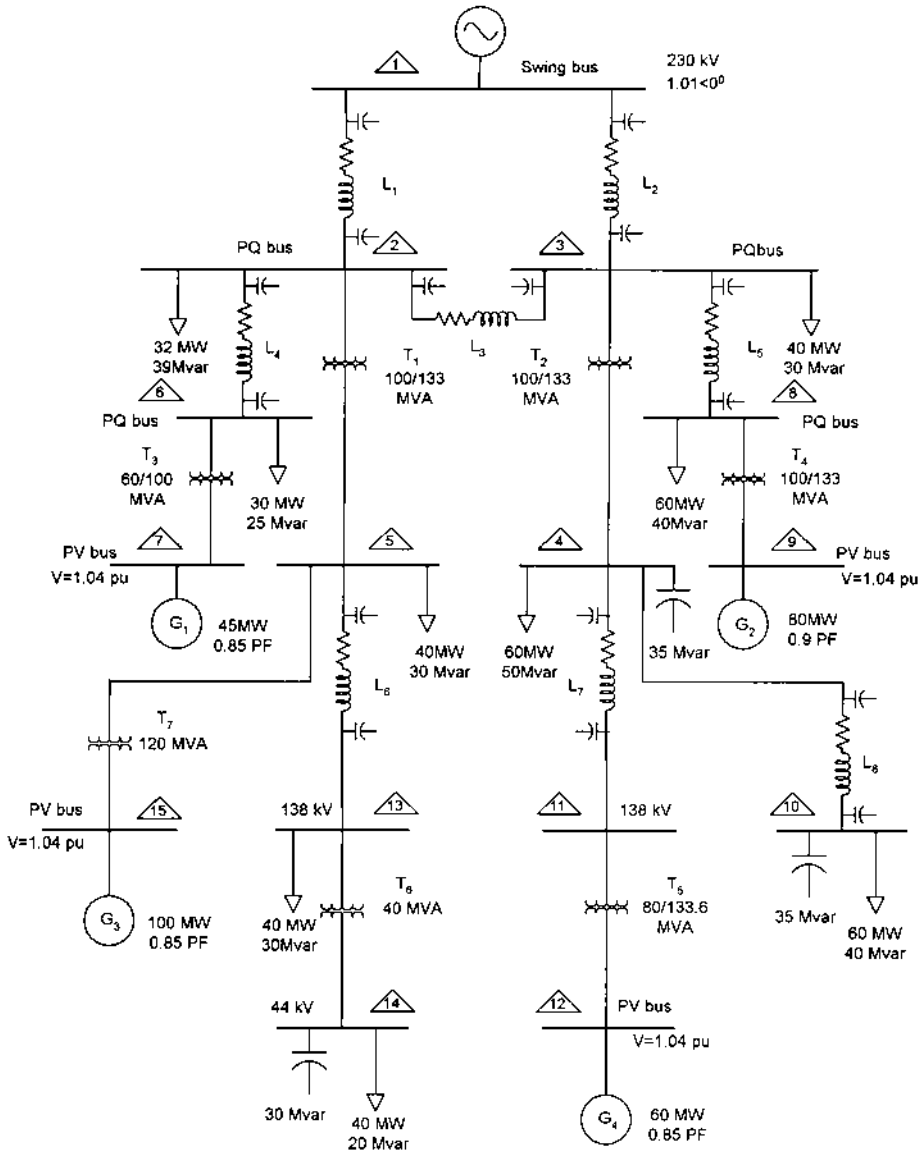 1
Swing bus
230 kV
1.01<0⁰
L₁
L₂
PQ bus
2
3
PQbus
32 MW
39Mvar
L₄
T₁
100/133
MVA
L₃
T₂
100/133
MVA
L₅
40 MW
30 Mvar
6
PQ bus
8
PQ bus
T₃
60/100
MVA
30 MW
25 Mvar
60MW
40Mvar
T₄
100/133
MVA
7
PV bus
V=1.04 pu
5
4
9
PV bus
V=1.04 pu
G₁
45MW
0.85 PF
40MW
30 Mvar
60MW
50Mvar
35 Mvar
G₂
80MW
0.9 PF
L₆
L₇
T₇
120 MVA
L₈
PV bus
V=1.04 pu
15
138 kV
13
11
138 kV
10
G₃
100 MW
0.85 PF
40 MW
30Mvar
T₆
40 MVA
T₅
80/133.6
MVA
35 Mvar
60 MW
40 Mvar
44 kV
14
12
PV bus
V=1.04 pu
30 Mvar
40 MW
20 Mvar
G₄
60 MW
0.85 PF